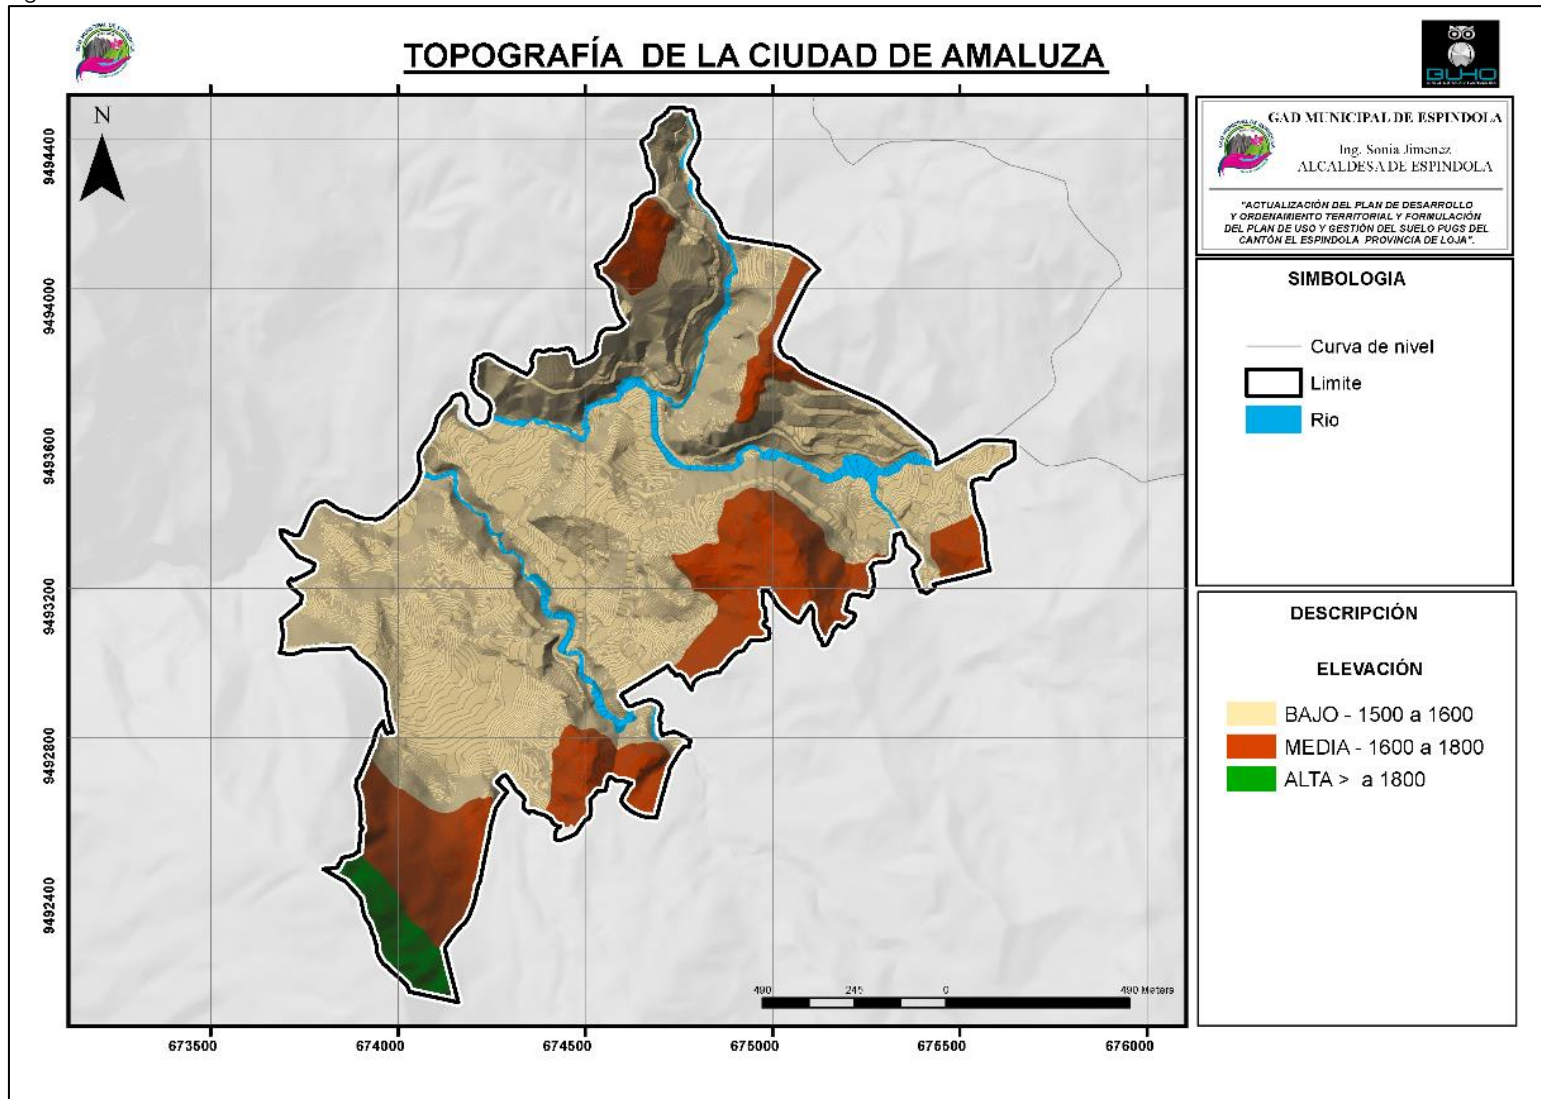 TOPOGRAFÍA DE LA CIUDAD DE AMALUZA
BUHO
N
GAD MUNICIPAL DE ESPINDOLA
Ing. Sonia Jimenez
ALCALDESA DE ESPINDOLA
"ACTUALIZACIÓN DEL PLAN DE DESARROLLO
Y ORDENAMIENTO TERRITORIAL Y FORMULACIÓN
DEL PLAN DE USO Y GESTIÓN DEL SUELO PUGS DEL
CANTÓN EL ESPINDOLA PROVINCIA DE LOJA".
SIMBOLOGIA
Curva de nivel
Limite
Rio
DESCRIPCIÓN
ELEVACIÓN
BAJO - 1500 a 1600
MEDIA - 1600 a 1800
ALTA > a 1800
9494400
9494000
9493600
9493200
9492800
9492400
490 245 0 490 Meters
673500 674000 674500 675000 675500 676000